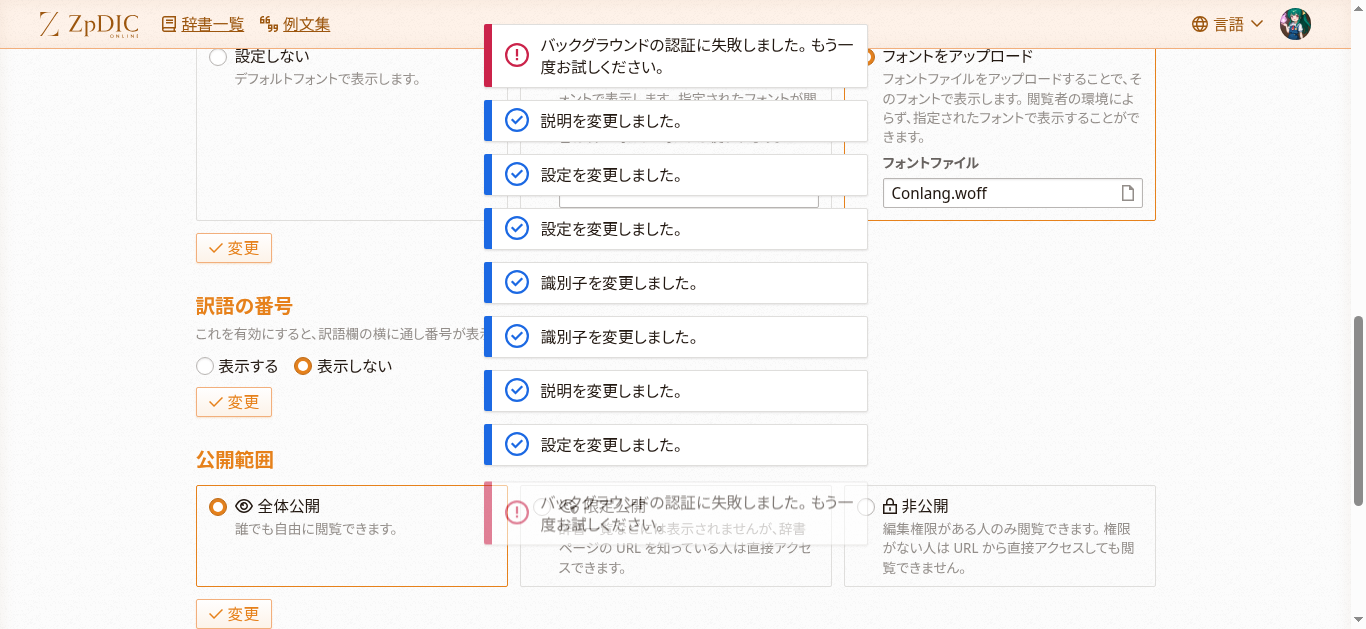 ZpDIC
ONLINE
辞書一覧
例文集
言語
設定しない
デフォルトフォントで表示します。
バックグラウンドの認証に失敗しました。もう一
度お試しください。
フォントをアップロード
フォントファイルをアップロードすることで、そ
のフォントで表示します。閲覧者の環境によ
らず、指定されたフォントで表示することがで
きます。
フォントファイル
Conlang.woff
説明を変更しました。
設定を変更しました。
設定を変更しました。
変更
識別子を変更しました。
訳語の番号
これを有効にすると、訳語欄の横に通し番号が表
識別子を変更しました。
表示する
表示しない
説明を変更しました。
変更
設定を変更しました。
公開範囲
全体公開
誰でも自由に閲覧できます。
バックグラウンドの認証に失敗しました。もう一
度お試しください。
限定公開
辞書一覧などには表示されませんが、辞書
ページの URL を知っている人は直接アクセ
スできます。
非公開
編集権限がある人のみ閲覧できます。権限
がない人は URL から直接アクセスしても閲
覧できません。
変更